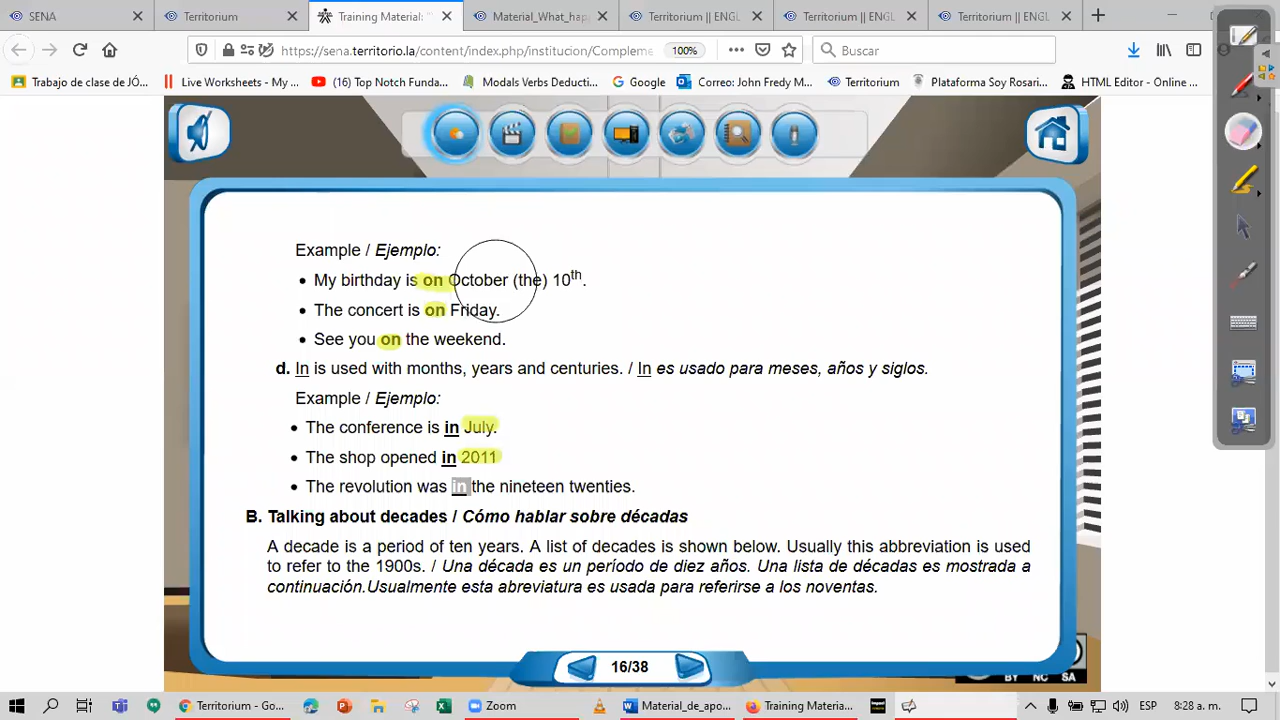 SENA
Territorium
Training Material: "
Material_What_hap
Territorium || ENGL
Territorium || ENGL
Territorium || ENGL
https://sena.territorio.la/content/index.php/institucion/Compleme
100%
Buscar
Trabajo de clase de JÓ...
Live Worksheets - My ...
(16) Top Notch Funda...
Modals Verbs Deducti...
Google
Correo: John Fredy M...
Territorium
Plataforma Soy Rosari...
HTML Editor - Online ...
Example / Ejemplo:
• My birthday is on October (the) 10th.
• The concert is on Friday.
• See you on the weekend.
d. In is used with months, years and centuries. / In es usado para meses, años y siglos.
Example / Ejemplo:
• The conference is in July.
• The shop opened in 2011
• The revolution was in the nineteen twenties.
B. Talking about decades / Cómo hablar sobre décadas
A decade is a period of ten years. A list of decades is shown below. Usually this abbreviation is used
to refer to the 1900s. / Una década es un período de diez años. Una lista de décadas es mostrada a
continuación.Usualmente esta abreviatura es usada para referirse a los noventas.
16/38
BY NC SA
Territorium - Go...
Zoom
Material_de_apo...
Training Materia...
ESP
8:28 a. m.